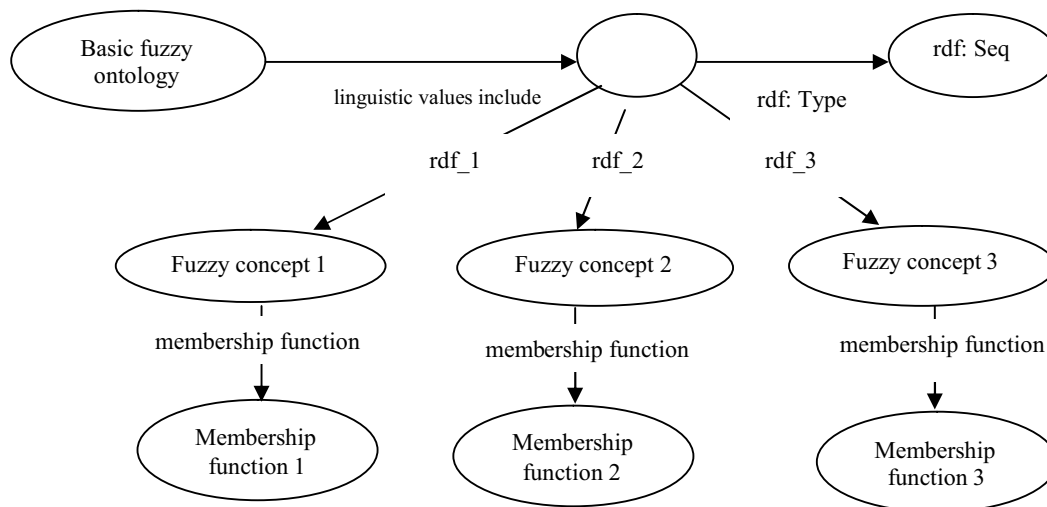 Basic fuzzy
ontology
rdf: Seq
linguistic values include
rdf: Type
rdf_1
rdf_2
rdf_3
Fuzzy concept 1
Fuzzy concept 2
Fuzzy concept 3
membership function
membership function
membership function
Membership
function 1
Membership
function 2
Membership
function 3